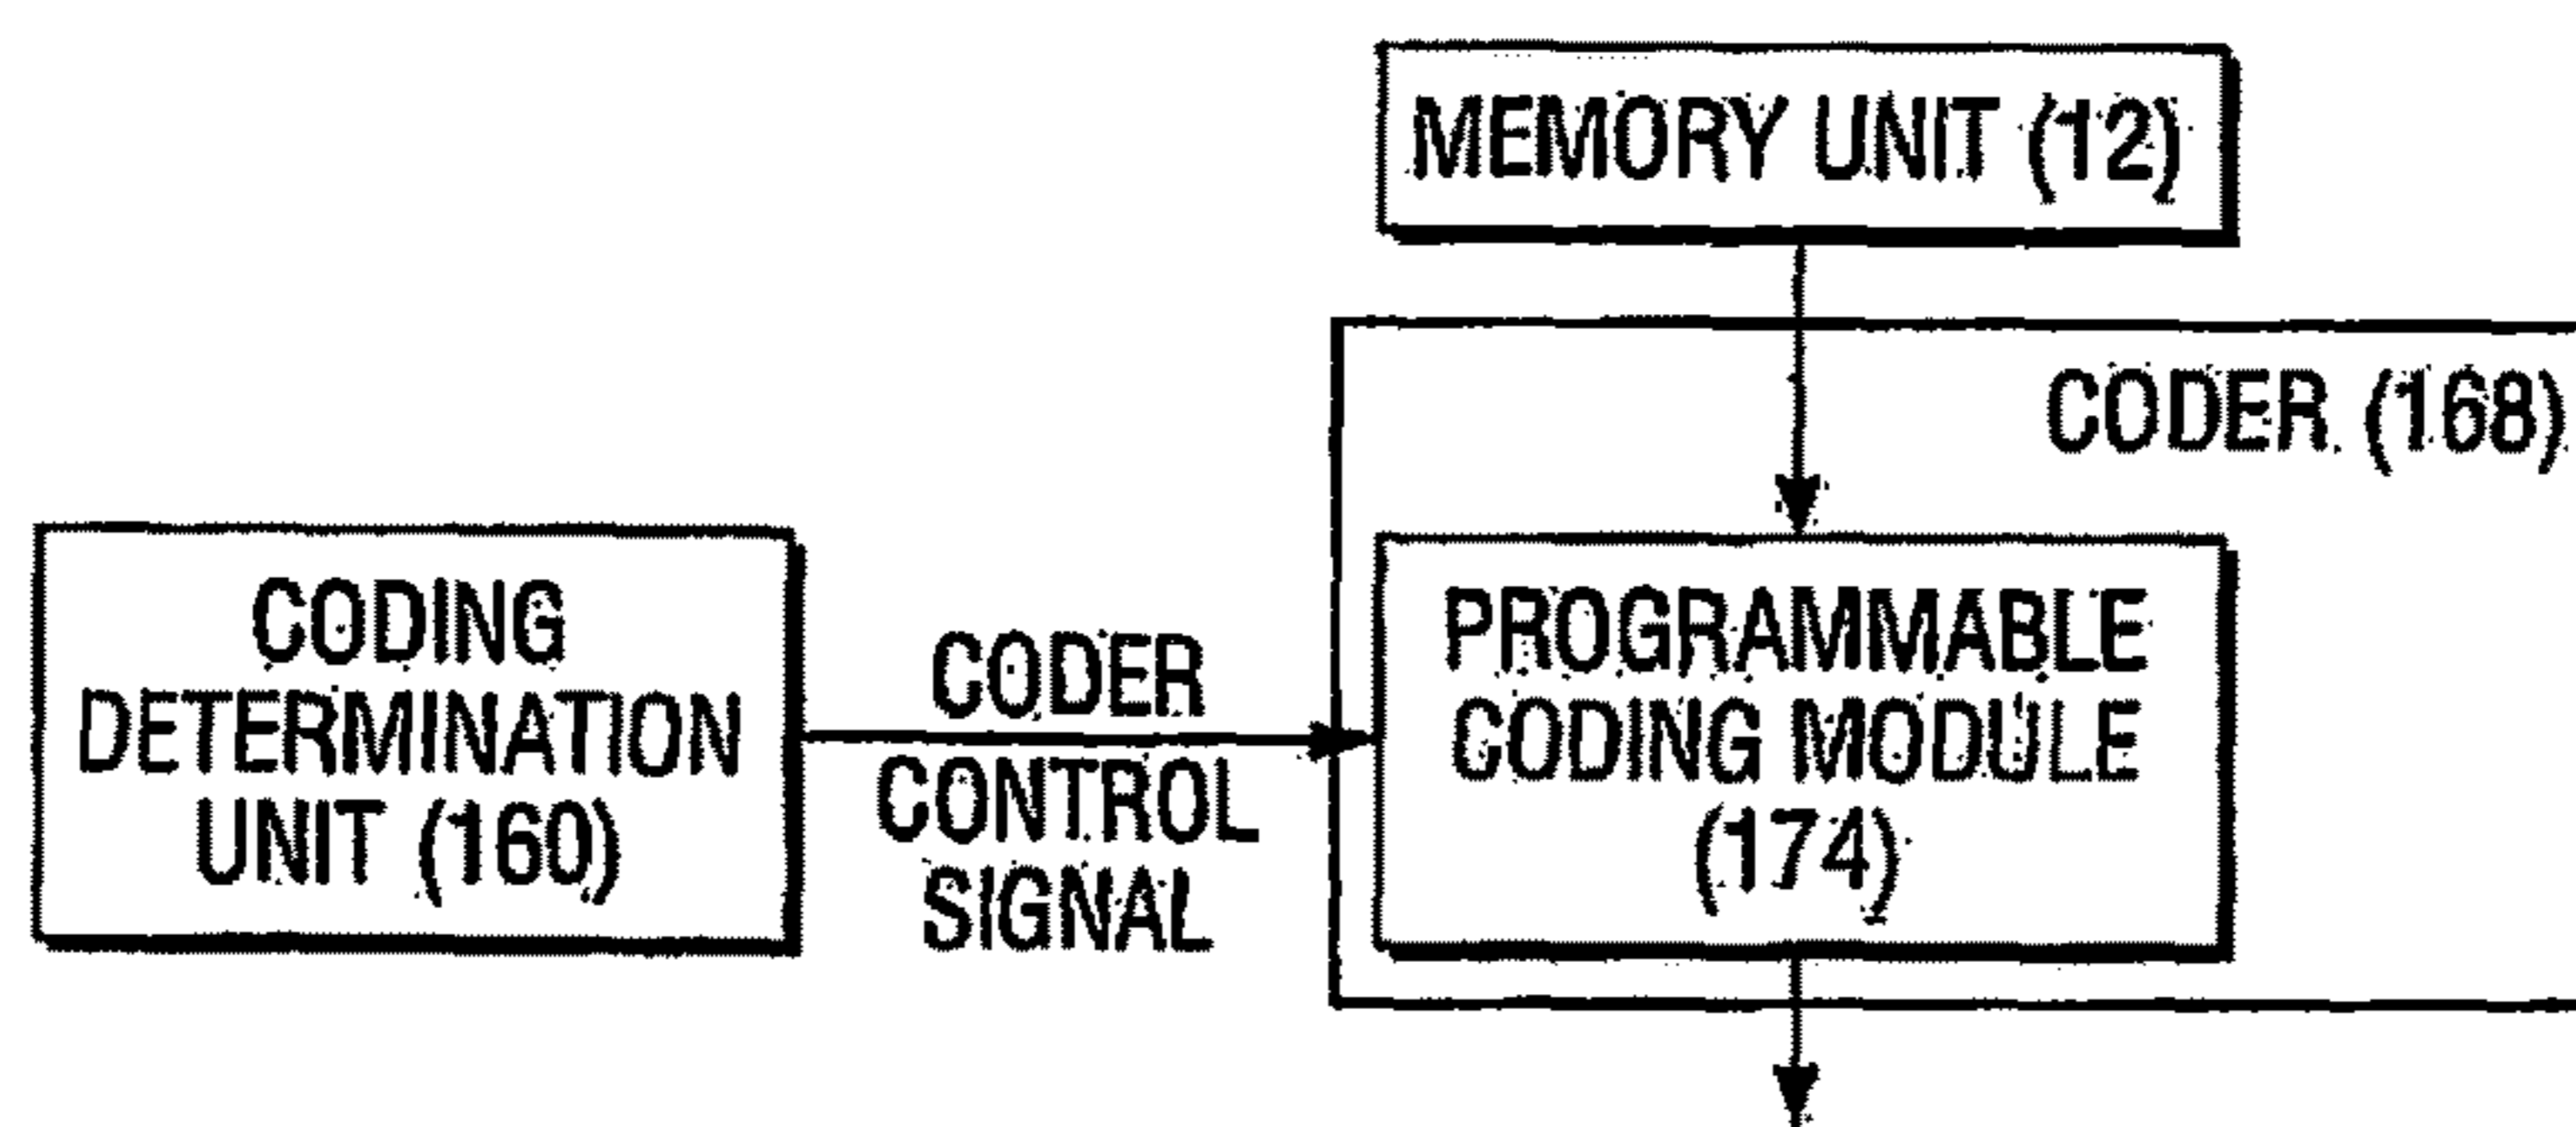 MEMORY UNIT (12)
CODER (168)
CODING
DETERMINATION
UNIT (160)
CODER
CONTROL
SIGNAL
PROGRAMMABLE
CODING MODULE
(174)